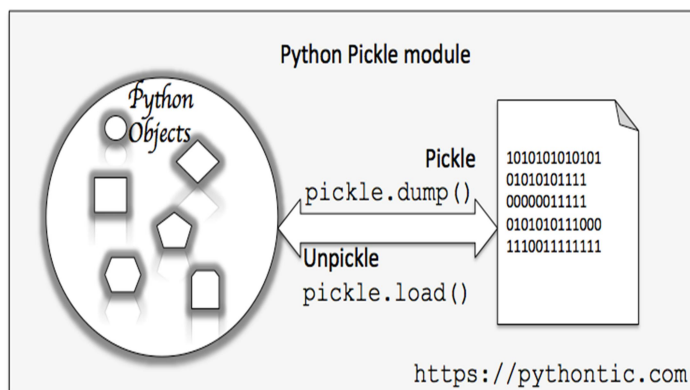 Python Pickle module
Python
Objects
Pickle
pickle.dump()
Unpickle
pickle.load()
1010101010101
01010101111
00000011111
0101010111000
1110011111111
https://pythontic.com